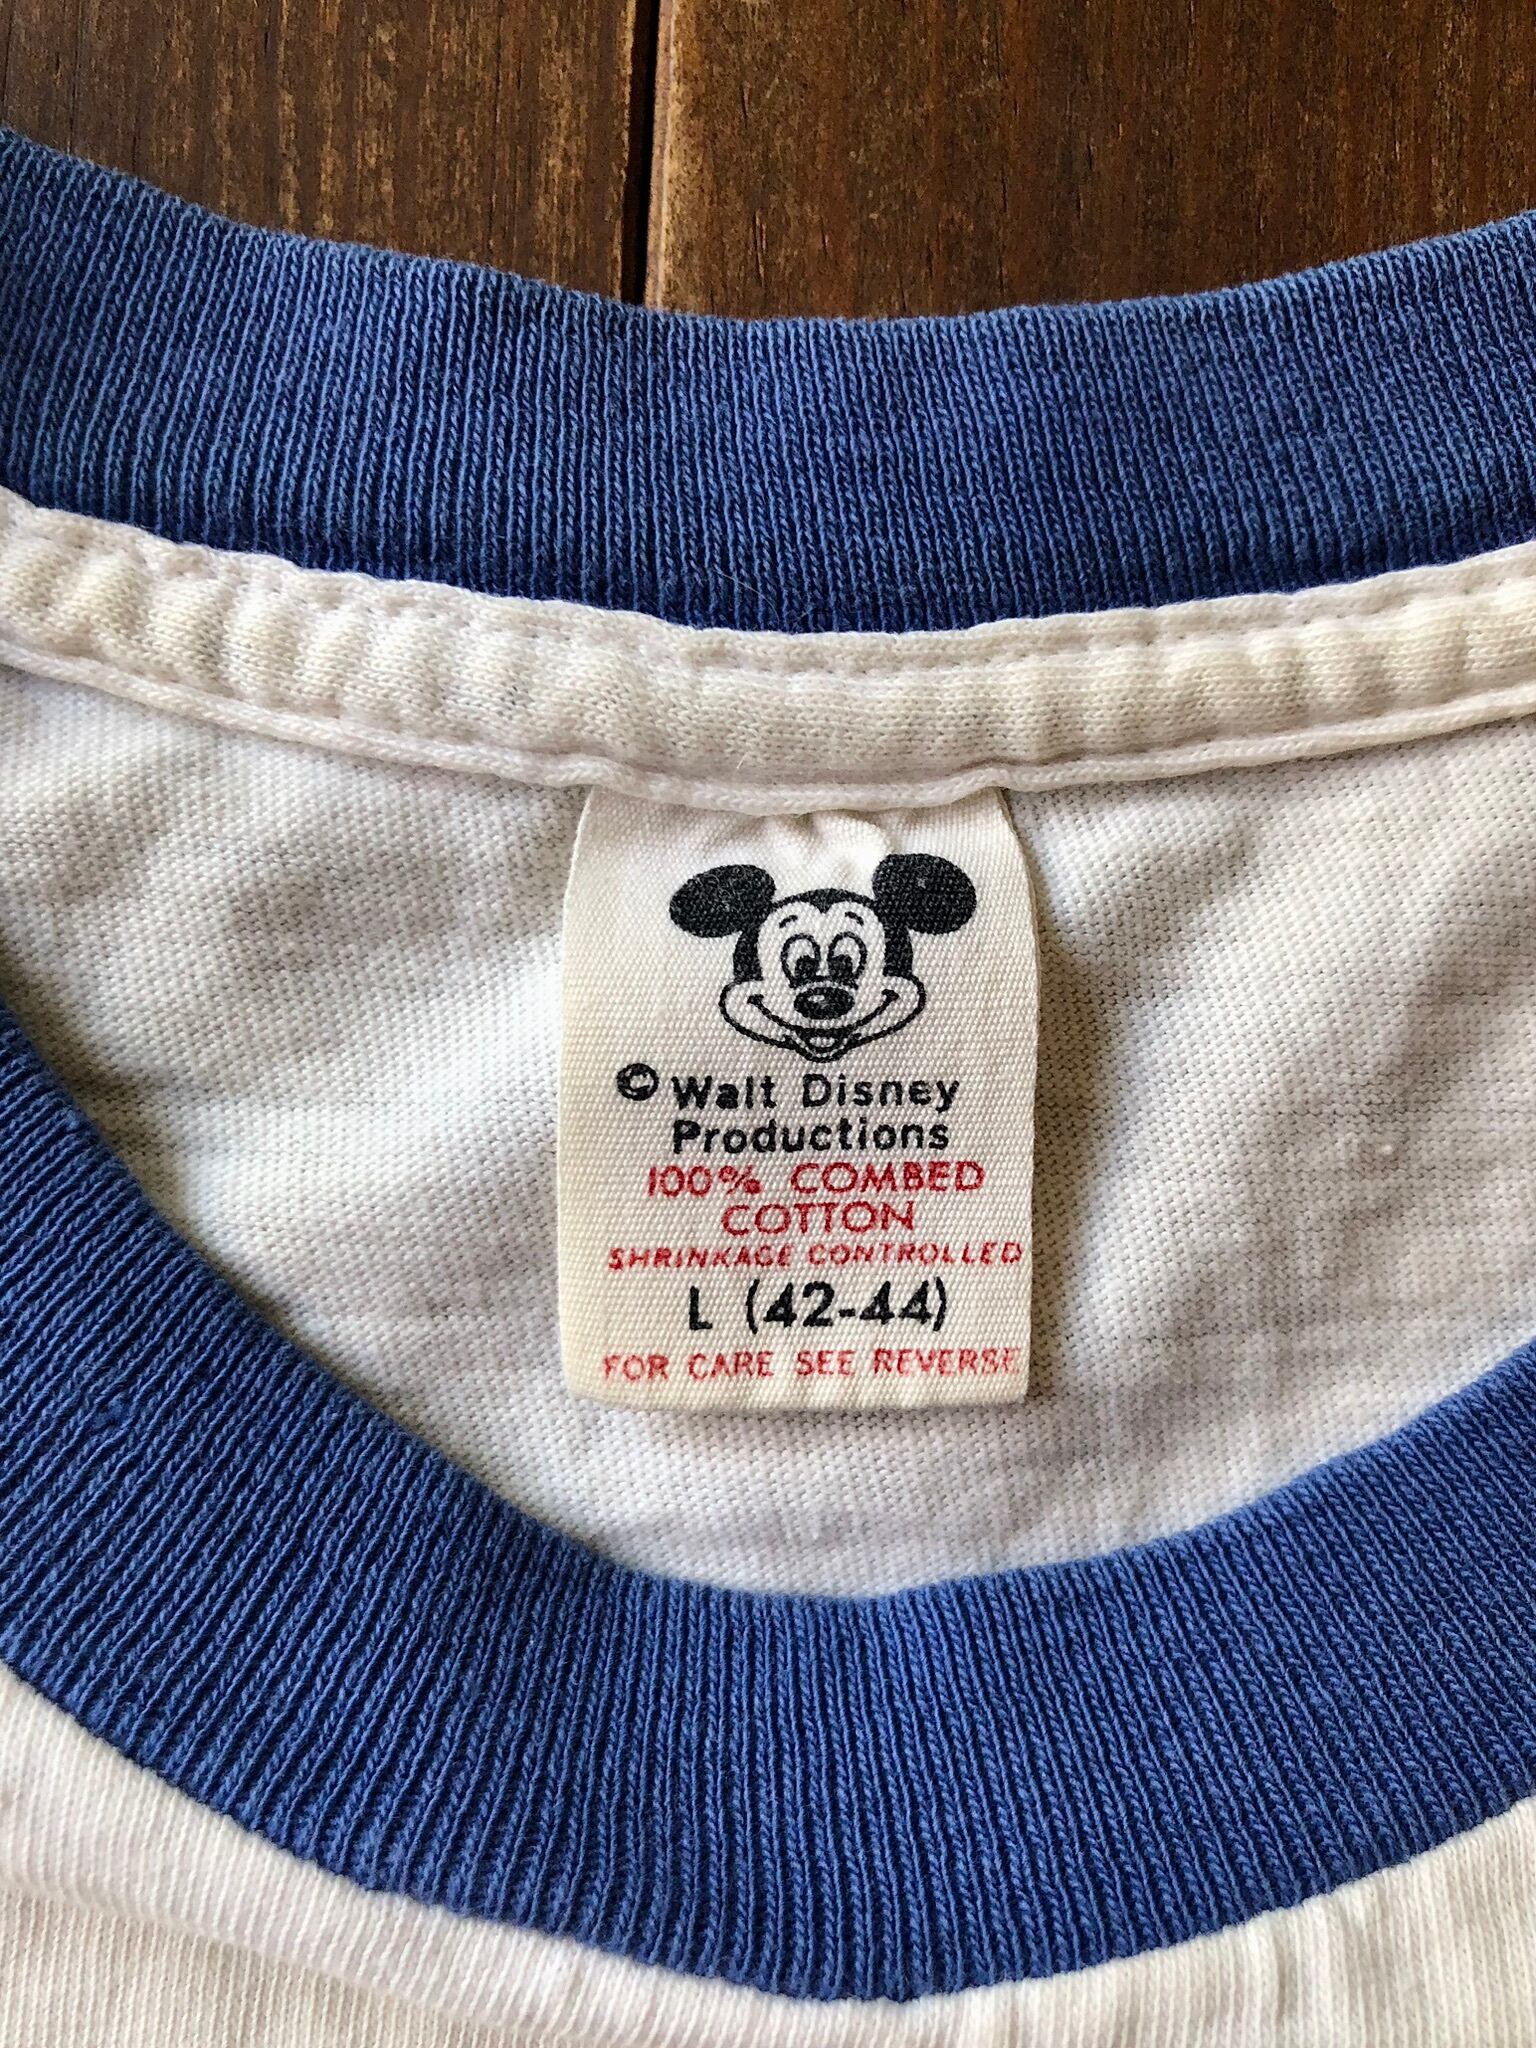 © Walt Disney
Productions
100% COMBED
COTTON
SHRINKAGE CONTROLLED
L (42-44)
FOR CARE SEE REVERSE